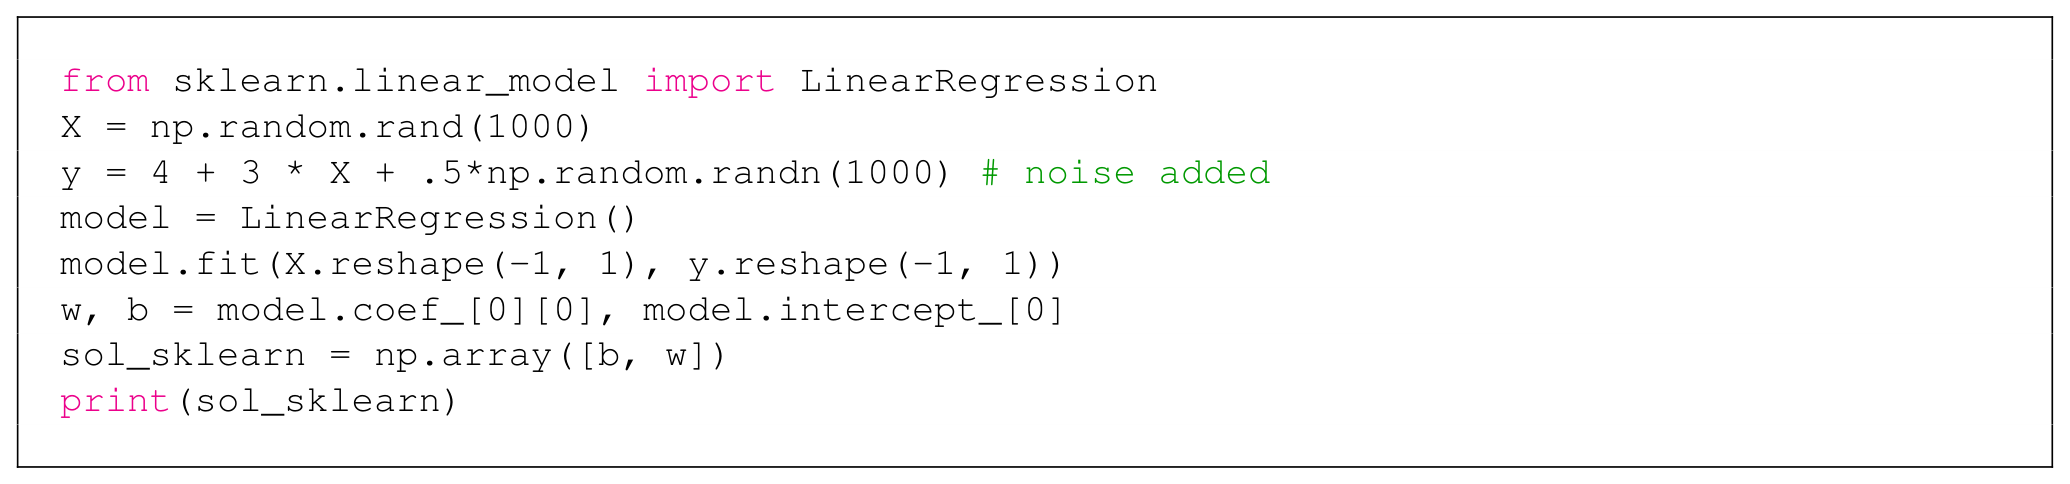 from sklearn.linear_model import LinearRegression
X = np.random.rand(1000)
y = 4 + 3 * X + .5*np.random.randn(1000) # noise added
model = LinearRegression()
model.fit(X.reshape(-1, 1), y.reshape(-1, 1))
w, b = model.coef_[0][0], model.intercept_[0]
sol_sklearn = np.array([b, w])
print(sol_sklearn)